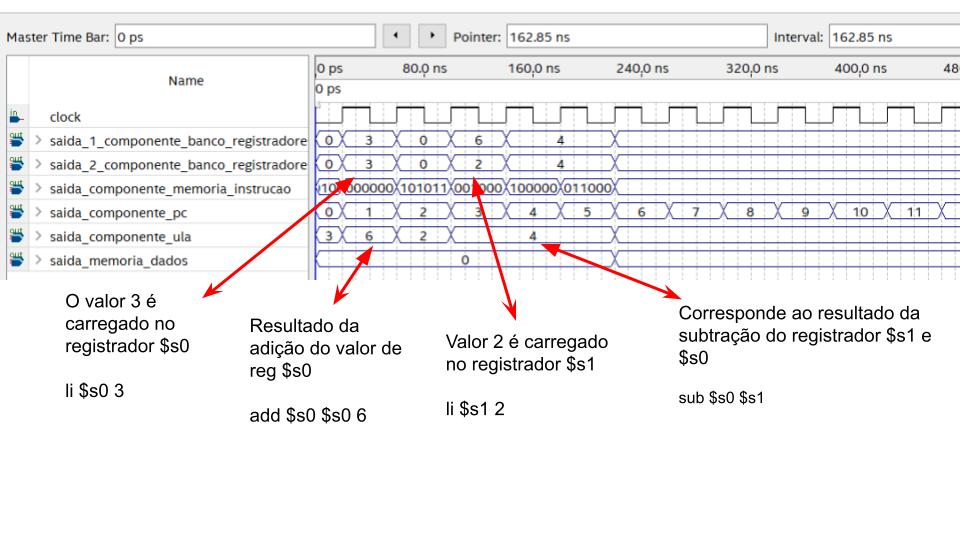 Master Time Bar: 0 ps Pointer: 162.85 ns Interval: 162.85 ns
Name 0 ps 80.0 ns 160.0 ns 240.0 ns 320.0 ns 400.0 ns 48
0 ps
clock
saida_1_componente_banco_registradore 0 3 0 6 4
saida_2_componente_banco_registradore 0 3 0 2 4
saida_componente_memoria_instrucao 000000 101011 100000 011000
saida_componente_pc 0 1 2 3 4 5 6 7 8 9 10 11
saida_componente_ula 3 6 2 4
saida_memoria_dados 0
O valor 3 é
carregado no
registrador $s0
li $s0 3
Resultado da
adição do valor de
reg $s0
add $s0 $s0 6
Valor 2 é carregado
no registrador $s1
li $s1 2
Corresponde ao resultado da
subtração do registrador $s1 e
$s0
sub $s0 $s1